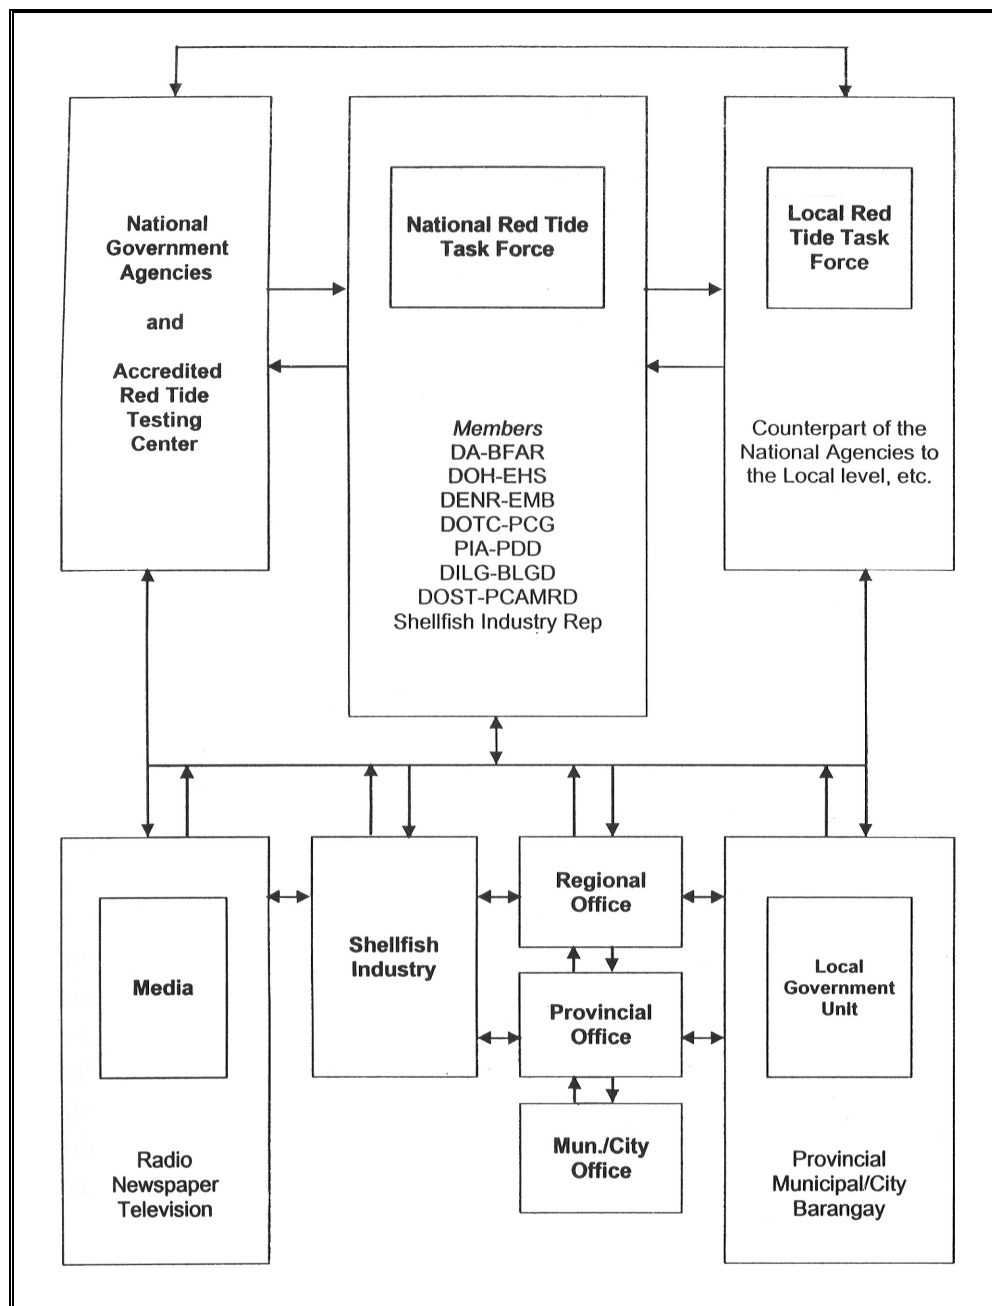 National
Government
Agencies
and
Accredited
Red Tide
Testing
Center
National Red Tide
Task Force
Members
DA-BFAR
DOH-EHS
DENR-EMB
DOTC-PCG
PIA-PDD
DILG-BLGD
DOST-PCAMRD
Shellfish Industry Rep
Local Red
Tide Task
Force
Counterpart of the
National Agencies to
the Local level, etc.
Media
Radio
Newspaper
Television
Shellfish
Industry
Regional
Office
Provincial
Office
Mun./City
Office
Local
Government
Unit
Provincial
Municipal/City
Barangay